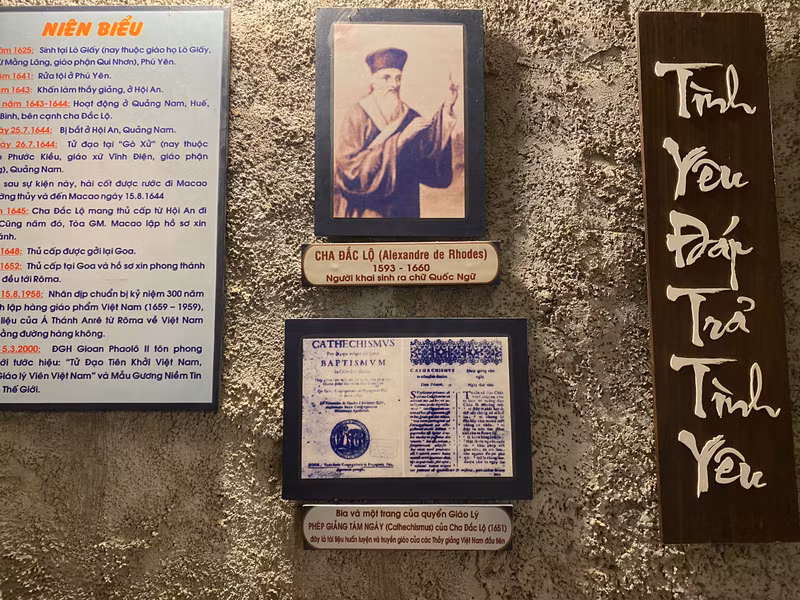 NIÊN BIỂU
năm 1625: Sinh tại Lò Giấy (nay thuộc giáo họ Lò Giấy,
xứ Mằng Lăng, giáo phận Qui Nhơn), Phú Yên.
năm 1641: Rửa tội ở Phú Yên.
năm 1643: Khấn làm thầy giảng, ở Hội An.
năm 1643-1644: Hoạt động ở Quảng Nam, Huế,
Bình, bên cạnh cha Đắc Lộ.
ày 25.7.1644: Bị bắt ở Hội An, Quảng Nam.
ày 26.7.1644: Tử đạo tại "Gò Xử" (nay thuộc
Phước Kiều, giáo xứ Vĩnh Điện, giáo phận
Quảng Nam.
sau sự kiện này, hài cốt được rước đi Macao
ường thủy và đến Macao ngày 15.8.1644
năm 1645: Cha Đắc Lộ mang thủ cấp từ Hội An đi
Cũng năm đó, Tòa GM. Macao lập hồ sơ xin
ánh.
1648: Thủ cấp được gởi lại Goa.
1652: Thủ cấp tại Goa và hồ sơ xin phong thánh
đều tới Rôma.
15.8.1958: Nhân dịp chuẩn bị kỷ niệm 300 năm
h lập hàng giáo phẩm Việt Nam (1659 – 1959),
liệu của Á Thánh Anrê từ Rôma về Việt Nam
ằng đường hàng không.
5.3.2000: ĐGH Gioan Phaolô II tôn phong
ới tước hiệu: "Tử Đạo Tiên Khởi Việt Nam,
Giáo lý Viên Việt Nam" và Mẫu Gương Niềm Tin
Thế Giới.
CHA ĐẮC LỘ (Alexandre de Rhodes)
1593 - 1660
Người khai sinh ra chữ Quốc Ngữ
CATHECHISMVS
BAPTISMVM
CATHECHISMVS
Bìa và một trang của quyển Giáo Lý
PHÉP GIẢNG TÁM NGÀY (Cathechismus) của Cha Đắc Lộ (1651)
đây là tài liệu huấn luyện và truyền giáo của các Thầy giảng Việt Nam đầu tiên
Tình
Yêu
Đáp
Trả
Tình
Yêu